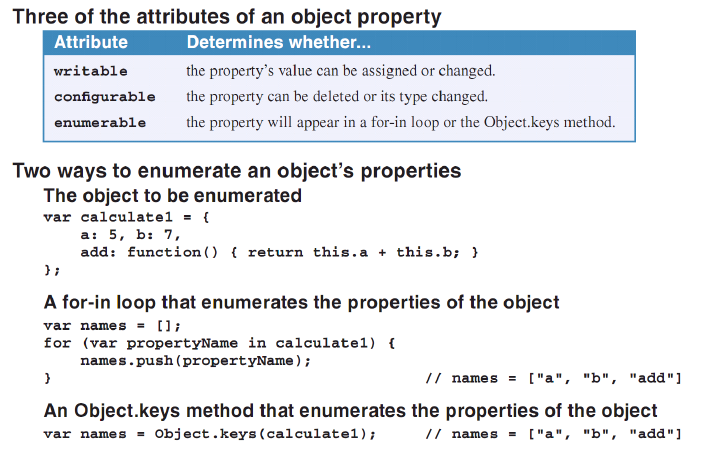 Three of the attributes of an object property
Attribute Determines whether...
writable the property's value can be assigned or changed.
configurable the property can be deleted or its type changed.
enumerable the property will appear in a for-in loop or the Object.keys method.
Two ways to enumerate an object's properties
The object to be enumerated
var calculate1 = {
    a: 5, b: 7,
    add: function() { return this.a + this.b; }
};
A for-in loop that enumerates the properties of the object
var names = [];
for (var propertyName in calculate1) {
    names.push(propertyName);
} // names = ["a", "b", "add"]
An Object.keys method that enumerates the properties of the object
var names = Object.keys(calculate1); // names = ["a", "b", "add"]